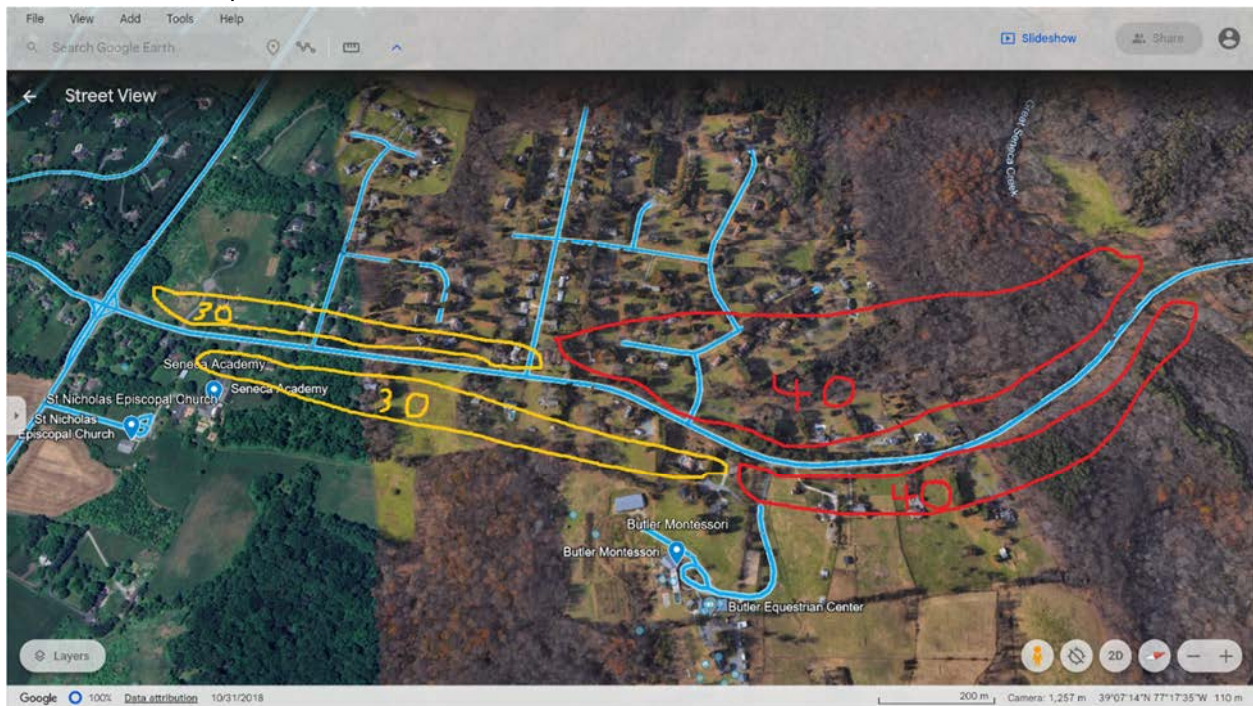 File View Add Tools Help
Search Google Earth
Slideshow
Share
Street View
Great Seneca Creek
30
Seneca Academy
Seneca Academy
30
40
St Nicholas Episcopal Church
St Nicholas
Episcopal Church
40
Butler Montessori
Butler Montessori
Butler Equestrian Center
Layers
2D
Google 100% Data attribution 10/31/2018
200 m Camera: 1,257 m 39°07'14"N 77°17'35"W 110 m